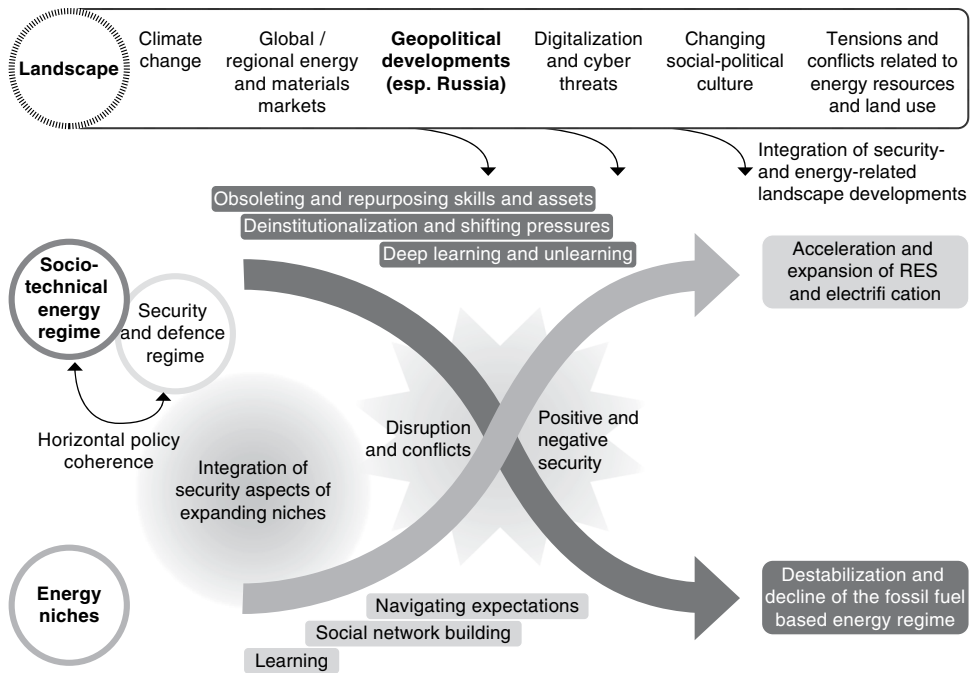 Landscape
Climate
change
Global /
regional energy
and materials
markets
Geopolitical
developments
(esp. Russia)
Digitalization
and cyber
threats
Changing
social-political
culture
Tensions and
conflicts related to
energy resources
and land use
Integration of security-
and energy-related
landscape developments
Obsoleting and repurposing skills and assets
Deinstitutionalization and shifting pressures
Deep learning and unlearning
Acceleration and
expansion of RES
and electrifi cation
Socio-
technical
energy
regime
Security
and defence
regime
Horizontal policy
coherence
Integration of
security aspects of
expanding niches
Disruption
and conflicts
Positive and
negative
security
Energy
niches
Navigating expectations
Social network building
Learning
Destabilization and
decline of the fossil fuel
based energy regime